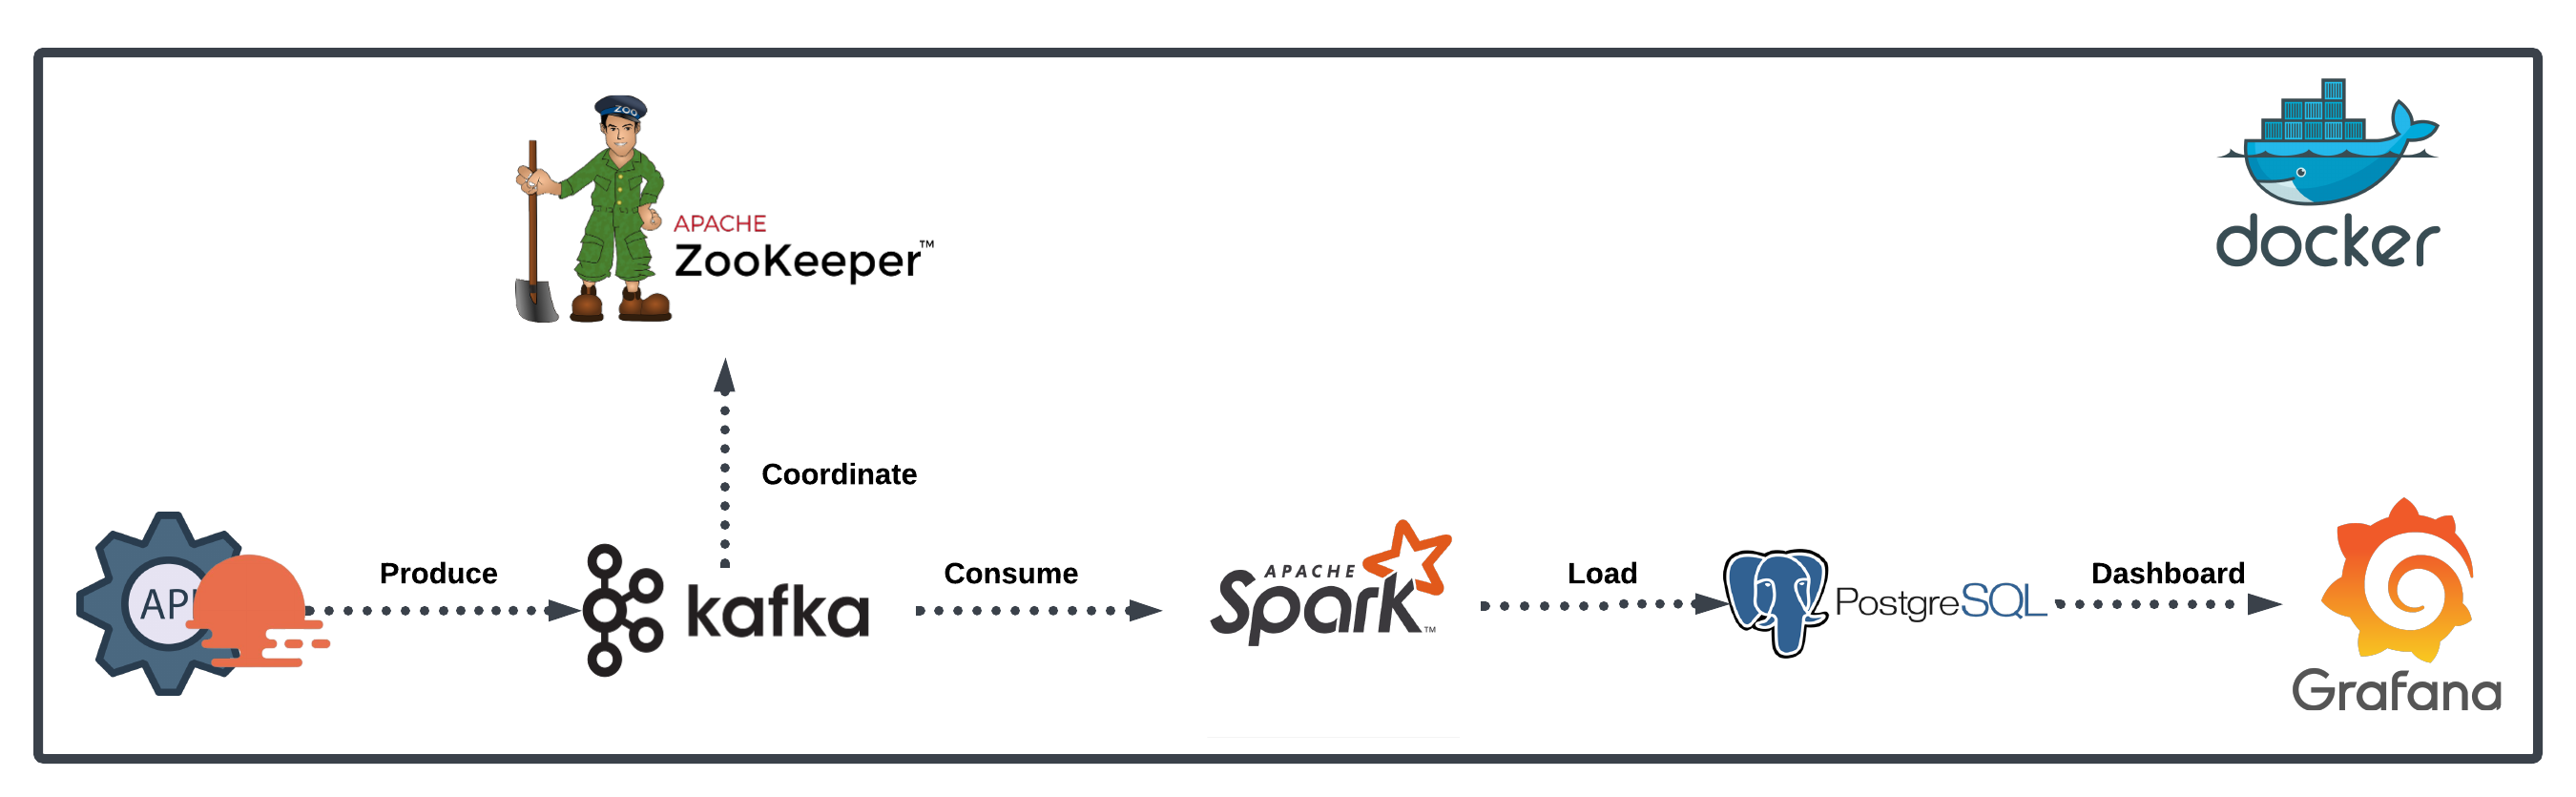 ZOO
APACHE
ZooKeeper™
docker
Coordinate
API
Produce
kafka
Consume
APACHE
Spark™
Load
PostgreSQL
Dashboard
Grafana